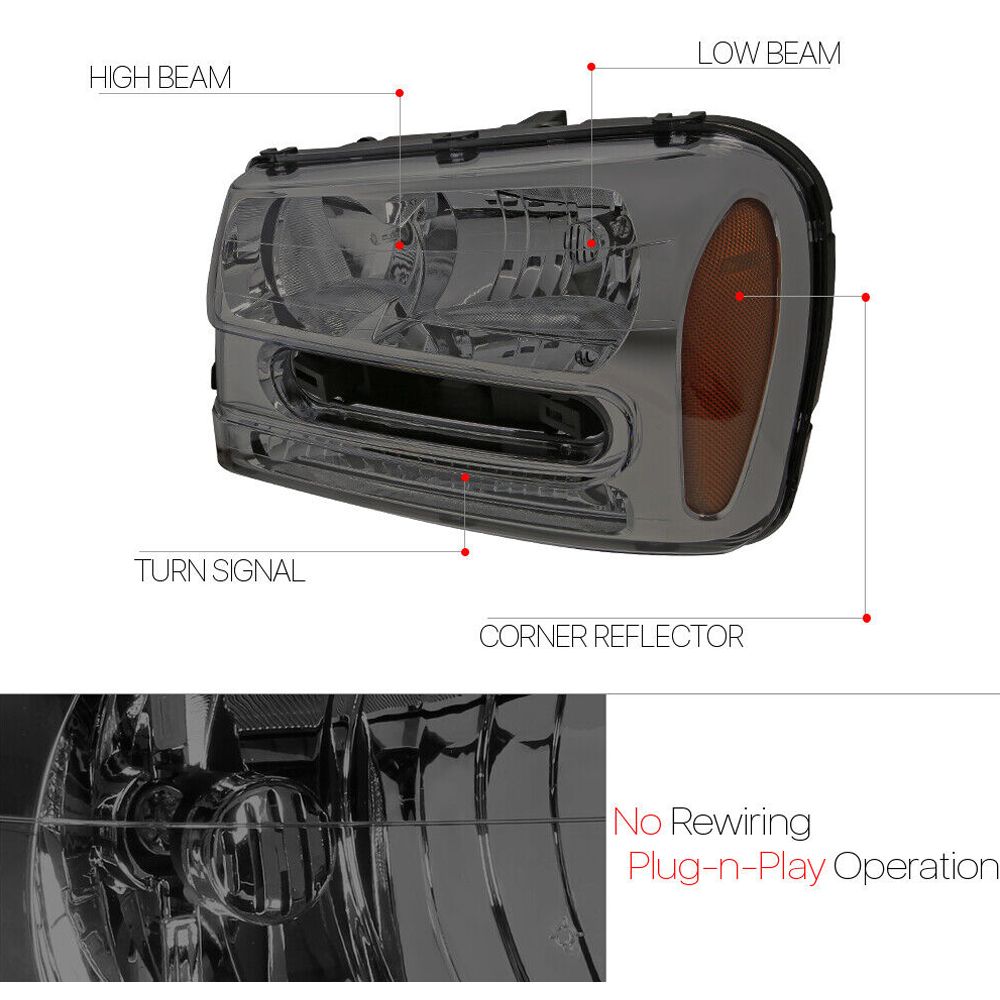 HIGH BEAM
LOW BEAM
TURN SIGNAL
CORNER REFLECTOR
No Rewiring
Plug-n-Play Operation